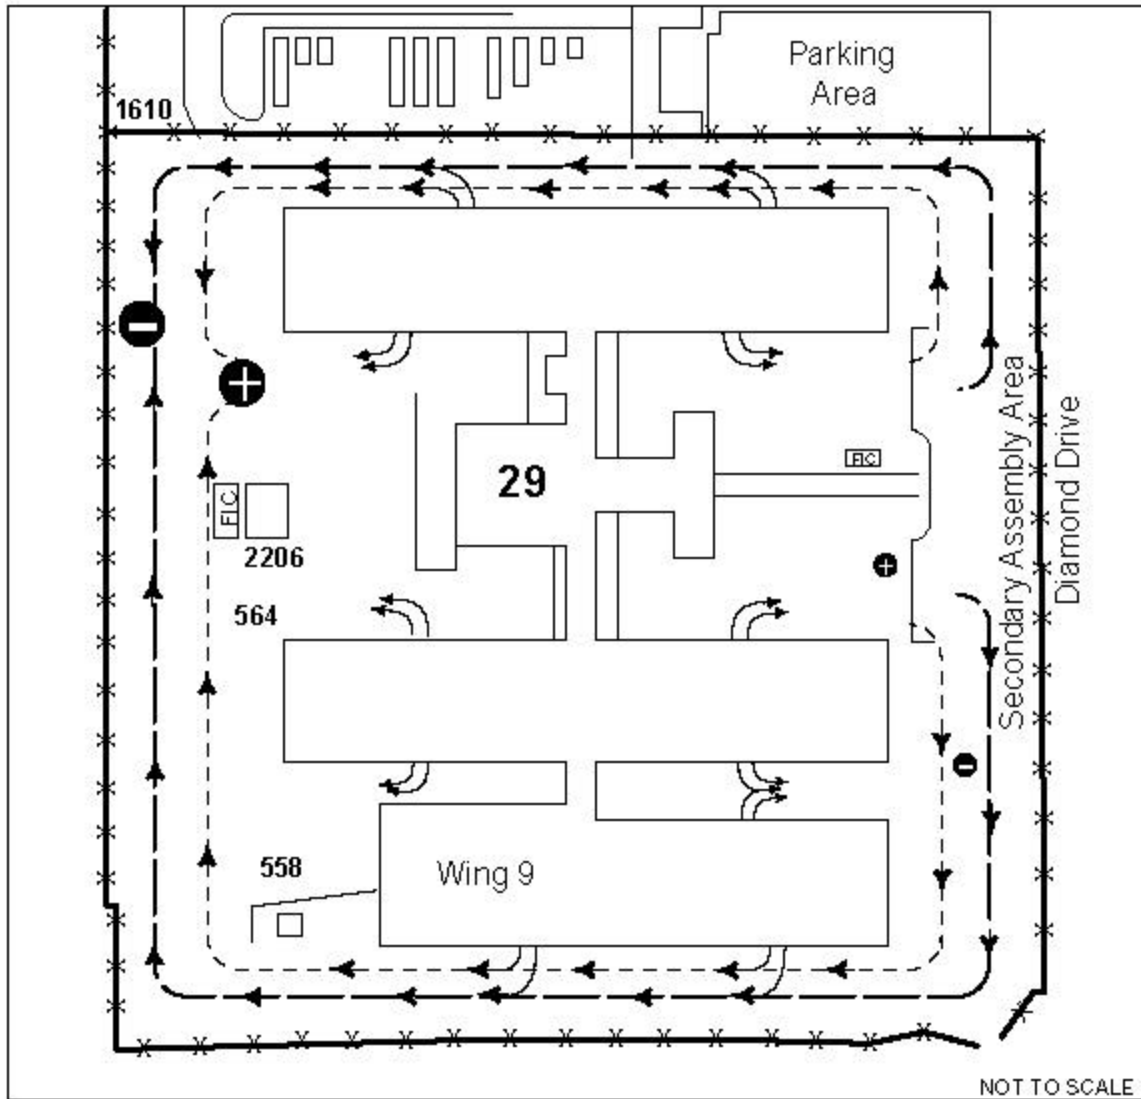 Parking
Area
1610
29
FIC
FIC
2206
564
Secondary Assembly Area
Diamond Drive
558
Wing 9
NOT TO SCALE